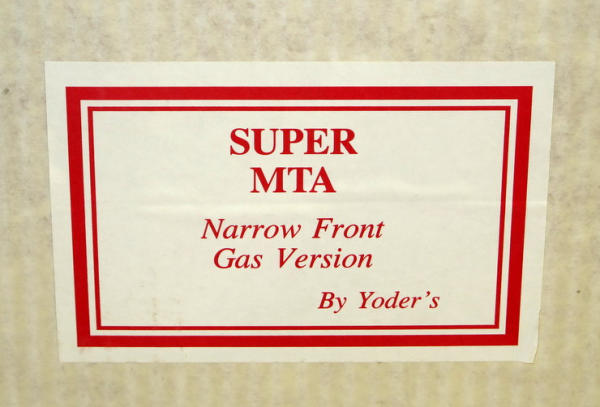 SUPER
MTA
Narrow Front
Gas Version
By Yoder's